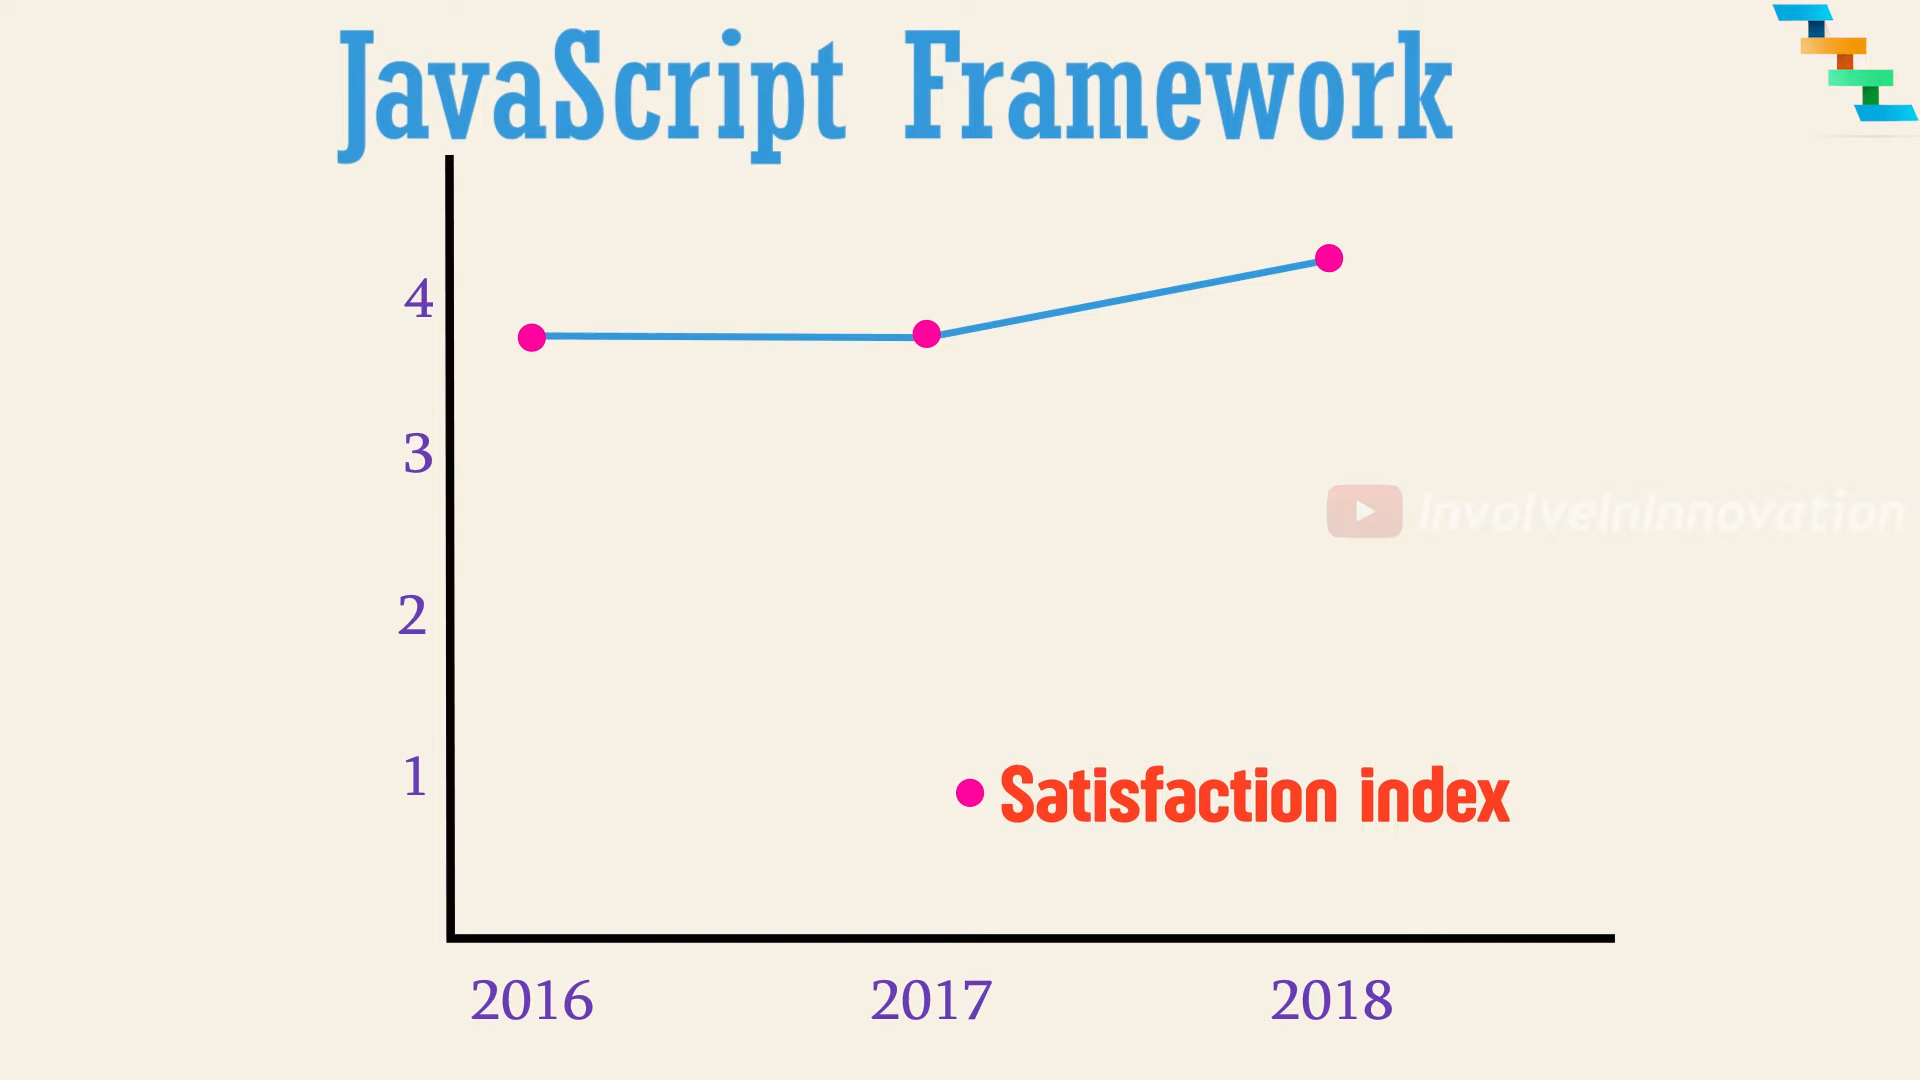 JavaScript Framework
4
3
InvolveInInnovation
2
1
Satisfaction index
2016 2017 2018